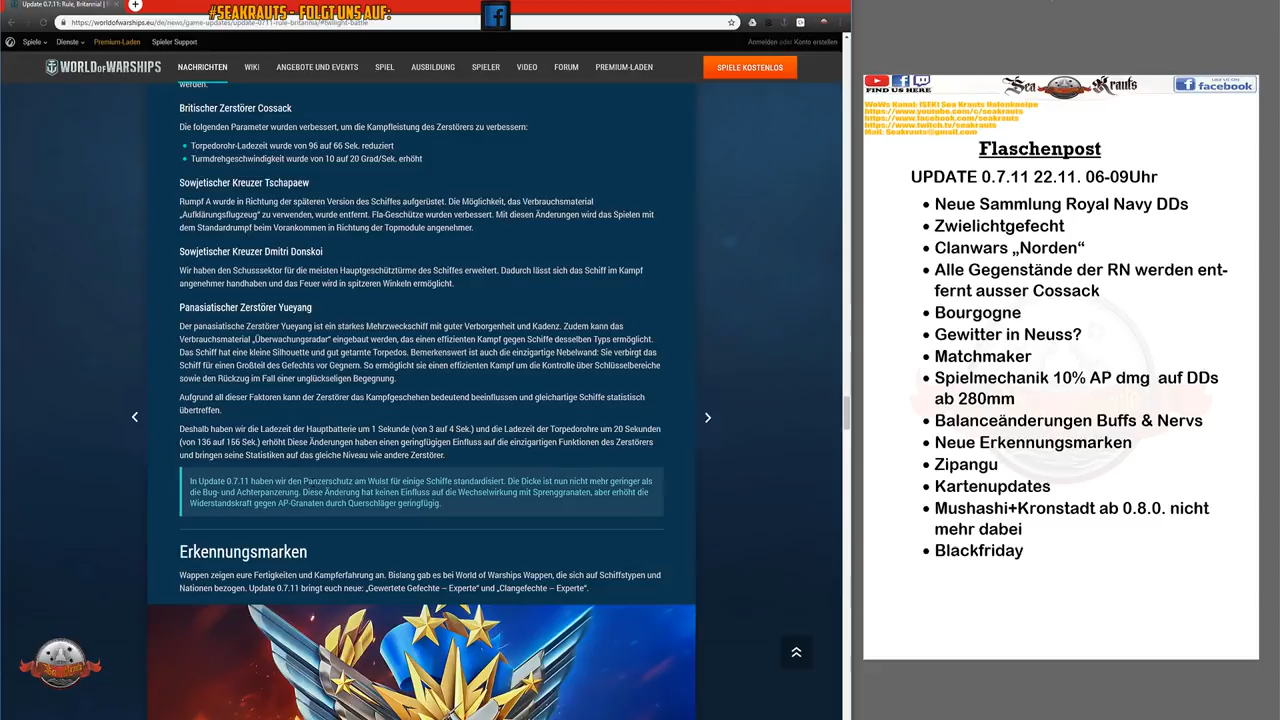 Update 0.7.11: Rule, Britannia! |
#SEAKRAUTS - FOLGT UNS AUF:
https://worldofwarships.eu/de/news/game-updates/update-0711-rule-britannia/#twilight-battle
Spiele Dienste Premium-Laden Spieler Support
Anmelden oder Konto erstellen
WORLD OF WARSHIPS
NACHRICHTEN WIKI ANGEBOTE UND EVENTS SPIEL AUSBILDUNG SPIELER VIDEO FORUM PREMIUM-LADEN
SPIELE KOSTENLOS
werden.
Britischer Zerstörer Cossack
Die folgenden Parameter wurden verbessert, um die Kampfleistung des Zerstörers zu verbessern:
Torpedorohr-Ladezeit wurde von 96 auf 66 Sek. reduziert
Turmdrehgeschwindigkeit wurde von 10 auf 20 Grad/Sek. erhöht
Sowjetischer Kreuzer Tschapaew
Rumpf A wurde in Richtung der späteren Version des Schiffes aufgerüstet. Die Möglichkeit, das Verbrauchsmaterial
„Aufklärungsflugzeug“ zu verwenden, wurde entfernt. Fla-Geschütze wurden verbessert. Mit diesen Änderungen wird das Spielen mit
dem Standardrumpf beim Vorankommen in Richtung der Topmodule angenehmer.
Sowjetischer Kreuzer Dmitri Donskoi
Wir haben den Schusssektor für die meisten Hauptgeschütztürme des Schiffes erweitert. Dadurch lässt sich das Schiff im Kampf
angenehmer handhaben und das Feuer wird in spitzeren Winkeln ermöglicht.
Panasiatischer Zerstörer Yueyang
Der panasiatische Zerstörer Yueyang ist ein starkes Mehrzweckschiff mit guter Verborgenheit und Kadenz. Zudem kann das
Verbrauchsmaterial „Überwachungsradar“ eingebaut werden, das einen effizienten Kampf gegen Schiffe desselben Typs ermöglicht.
Das Schiff hat eine kleine Silhouette und gut getarnte Torpedos. Bemerkenswert ist auch die einzigartige Nebelwand: Sie verbirgt das
Schiff für einen Großteil des Gefechts vor Gegnern. So ermöglicht sie einen effizienten Kampf um die Kontrolle über Schlüsselbereiche
sowie den Rückzug im Fall einer unglückseligen Begegnung.
Aufgrund all dieser Faktoren kann der Zerstörer das Kampfgeschehen bedeutend beeinflussen und gleichartige Schiffe statistisch
übertreffen.
Deshalb haben wir die Ladezeit der Hauptbatterie um 1 Sekunde (von 3 auf 4 Sek.) und die Ladezeit der Torpedorohre um 20 Sekunden
(von 136 auf 156 Sek.) erhöht Diese Änderungen haben einen geringfügigen Einfluss auf die einzigartigen Funktionen des Zerstörers
und bringen seine Statistiken auf das gleiche Niveau wie andere Zerstörer.
In Update 0.7.11 haben wir den Panzerschutz am Wulst für einige Schiffe standardisiert. Die Dicke ist nun nicht mehr geringer als
die Bug- und Achterpanzerung. Diese Änderung hat keinen Einfluss auf die Wechselwirkung mit Sprenggranaten, aber erhöht die
Widerstandskraft gegen AP-Granaten durch Querschläger geringfügig.
Erkennungsmarken
Wappen zeigen eure Fertigkeiten und Kampferfahrung an. Bislang gab es bei World of Warships Wappen, die sich auf Schiffstypen und
Nationen bezogen. Update 0.7.11 bringt euch neue: „Gewertete Gefechte – Experte“ und „Clangefechte – Experte“.
FIND US HERE
Sea Krauts
facebook
WoWs Kanal: [SEK] Sea Krauts Hafenkneipe
https://www.youtube.com/c/seakrauts
https://www.facebook.com/seakrauts
https://www.twitch.tv/seakrauts
Mail: Seakrauts@gmail.com
Flaschenpost
UPDATE 0.7.11 22.11. 06-09Uhr
• Neue Sammlung Royal Navy DDs
• Zwielichtgefecht
• Clanwars „Norden“
• Alle Gegenstände der RN werden ent-
fernt ausser Cossack
• Bourgogne
• Gewitter in Neuss?
• Matchmaker
• Spielmechanik 10% AP dmg auf DDs
ab 280mm
• Balanceänderungen Buffs & Nervs
• Neue Erkennungsmarken
• Zipangu
• Kartenupdates
• Mushashi+Kronstadt ab 0.8.0. nicht
mehr dabei
• Blackfriday